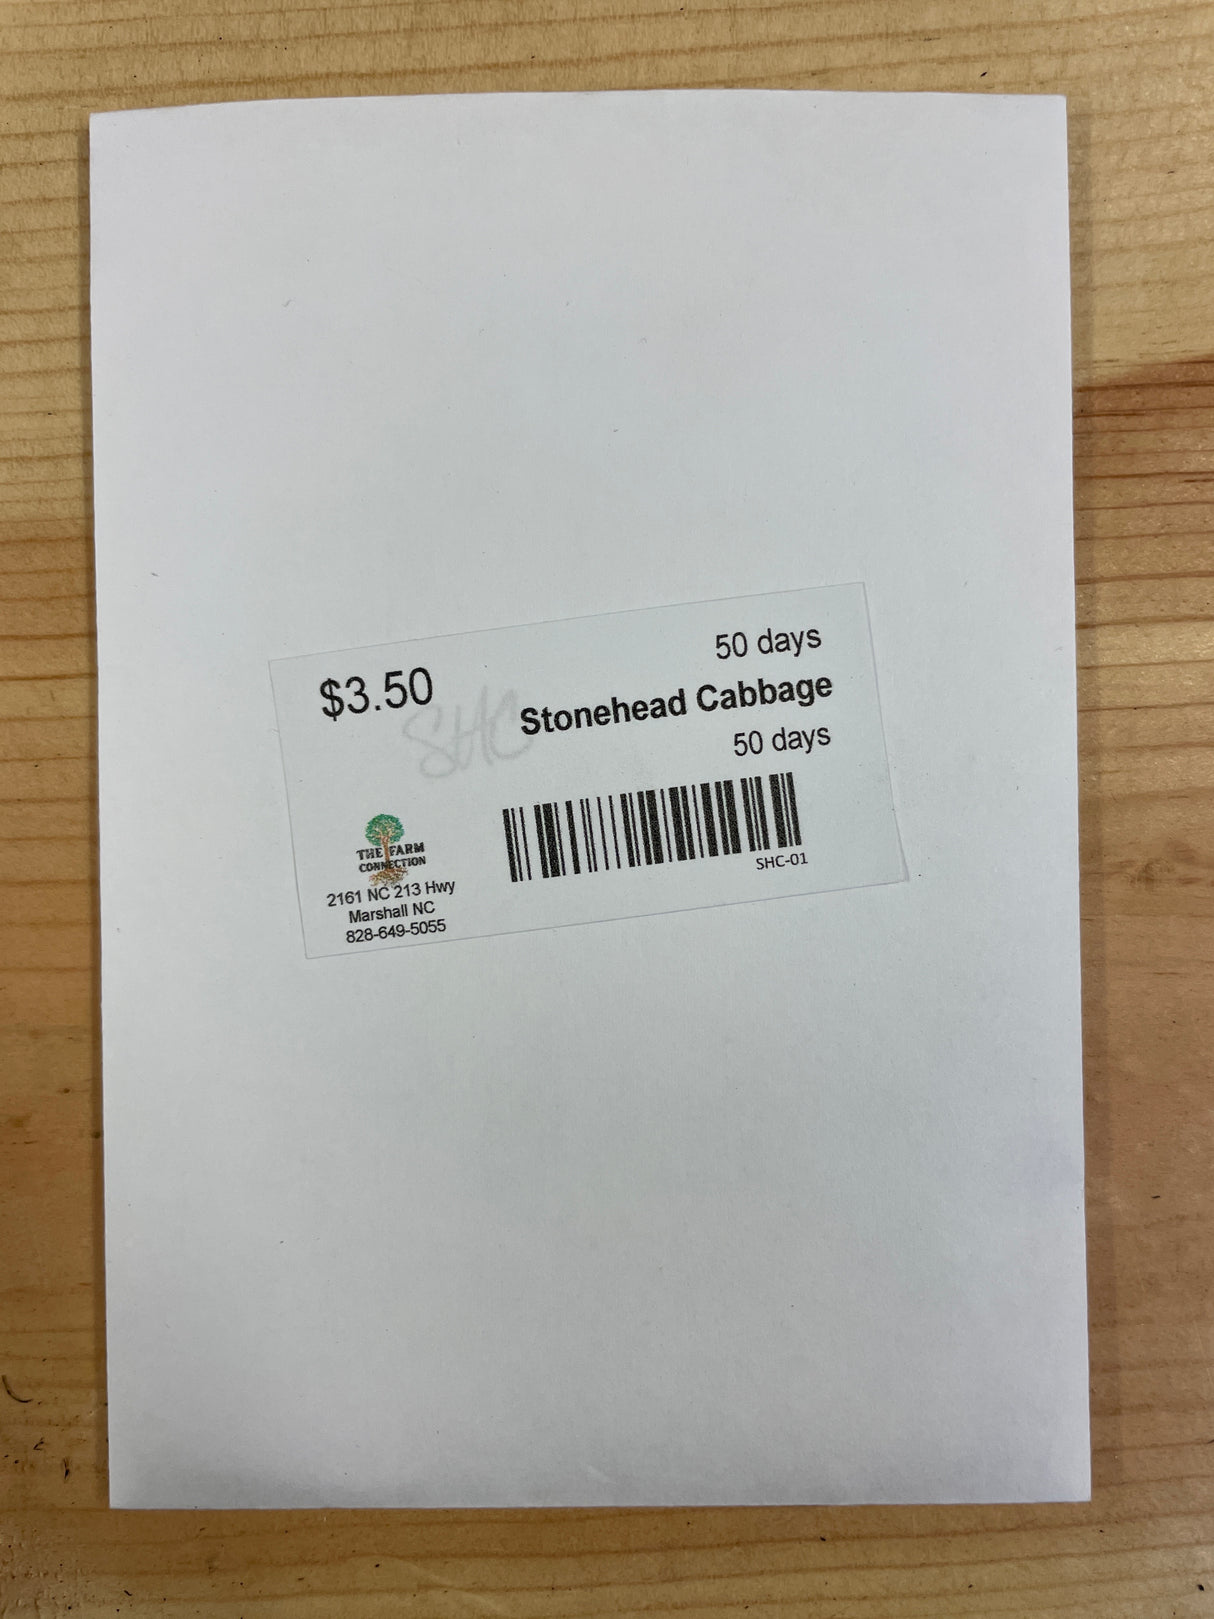 50 days
$3.50
Stonehead Cabbage
SHC
50 days
SHC-01
THE FARM
CONNECTION
2161 NC 213 Hwy
Marshall NC
828-649-5055